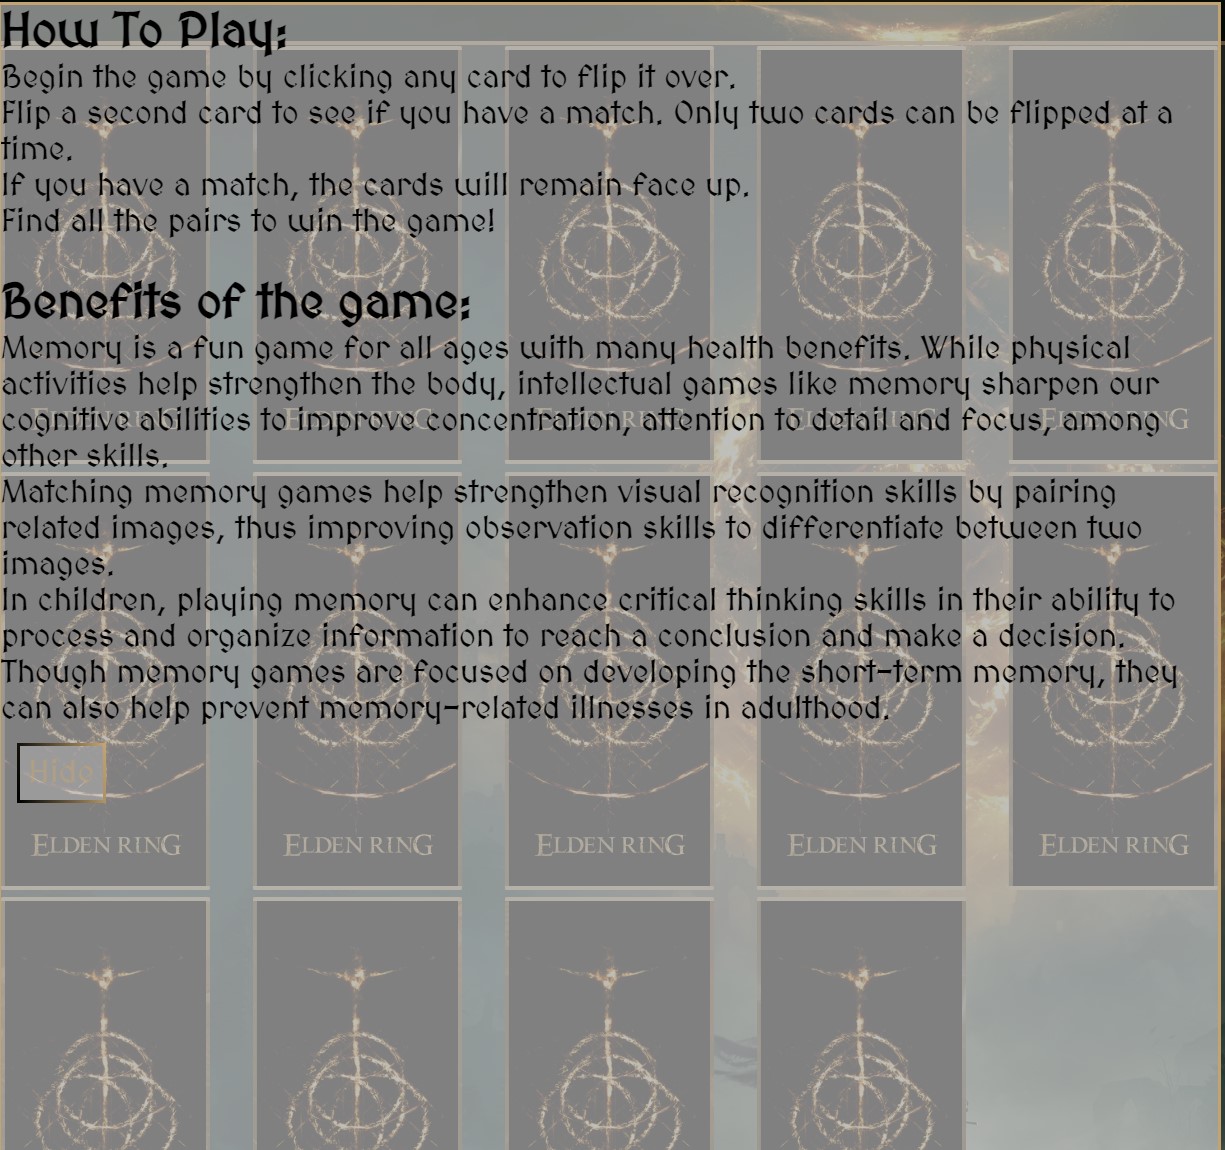 How To Play:
Begin the game by clicking any card to flip it over.
Flip a second card to see if you have a match. Only two cards can be flipped at a
time.
If you have a match, the cards will remain face up.
Find all the pairs to win the game!
Benefits of the game:
Memory is a fun game for all ages with many health benefits. While physical
activities help strengthen the body, intellectual games like memory sharpen our
cognitive abilities to improve concentration, attention to detail and focus, among
ELDEN RING ELDEN RING ELDEN RING ELDEN RING ELDEN RING
other skills.
Matching memory games help strengthen visual recognition skills by pairing
related images, thus improving observation skills to differentiate between two
images.
In children, playing memory can enhance critical thinking skills in their ability to
process and organize information to reach a conclusion and make a decision.
Though memory games are focused on developing the short-term memory, they
can also help prevent memory-related illnesses in adulthood.
Hide
ELDEN RING ELDEN RING ELDEN RING ELDEN RING ELDEN RING